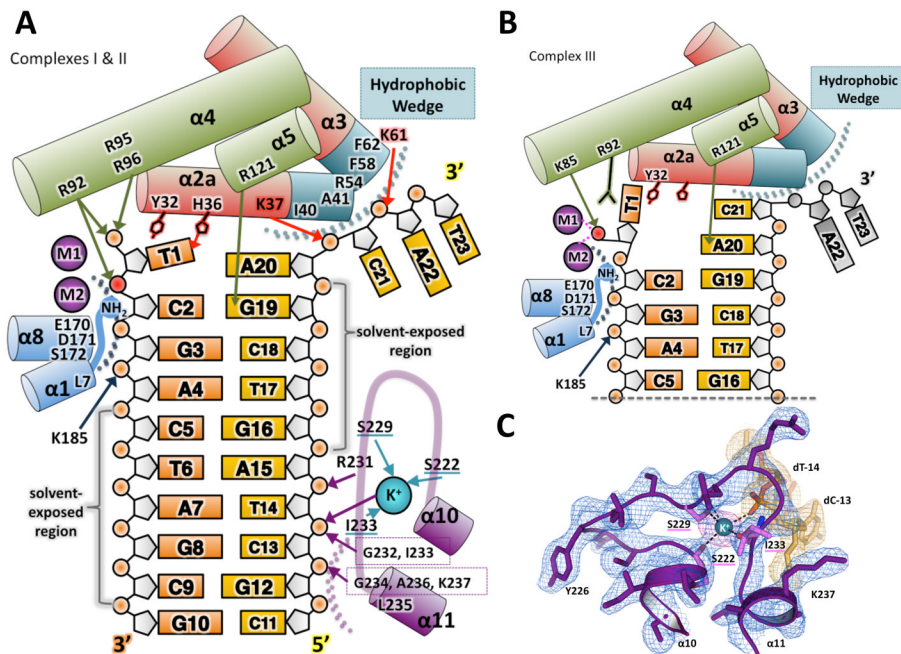 A
Complexes I & II
Hydrophobic
Wedge
α4
α3
α5
R95
R96
R92
R121
K61
F62
F58
R54
A41
I40
α2a
Y32
H36
K37
3’
M1
M2
T1
A20
C21
A22
T23
NH2
C2
G19
α8
E170
D171
S172
α1
L7
G3
C18
solvent-exposed
region
A4
T17
K185
C5
G16
S229
T6
A15
R231
S222
solvent-
exposed
region
K+
A7
T14
I233
α10
G8
C13
G232, I233
C9
G12
G234, A236, K237
L235
α11
G10
C11
3’
5’
B
Complex III
Hydrophobic
Wedge
α4
α3
α5
K85
R92
R121
α2a
Y32
3’
T1
C21
M1
A20
A22
T23
M2
NH2
C2
G19
α8
E170
D171
S172
α1
L7
G3
C18
A4
T17
K185
C5
G16
C
dT-14
dC-13
S229
K+
I233
S222
Y226
K237
α10
α11